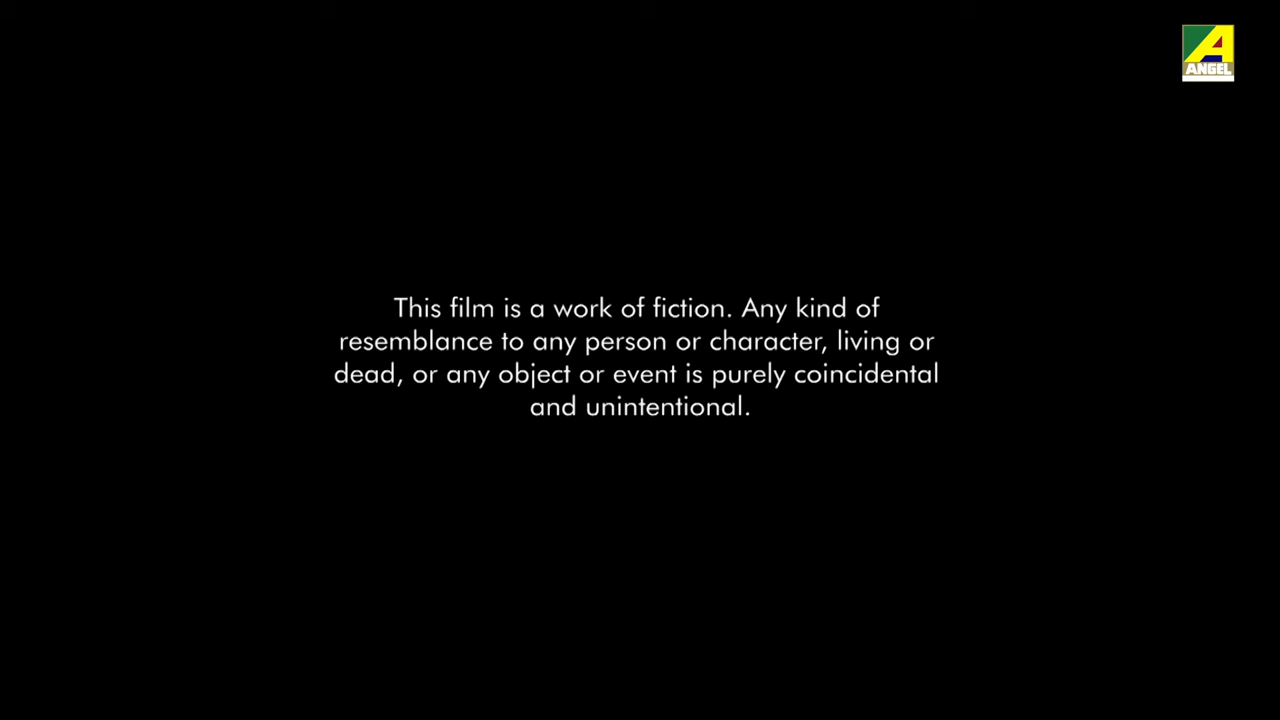 A
ANGEL
This film is a work of fiction. Any kind of
resemblance to any person or character, living or
dead, or any object or event is purely coincidental
and unintentional.